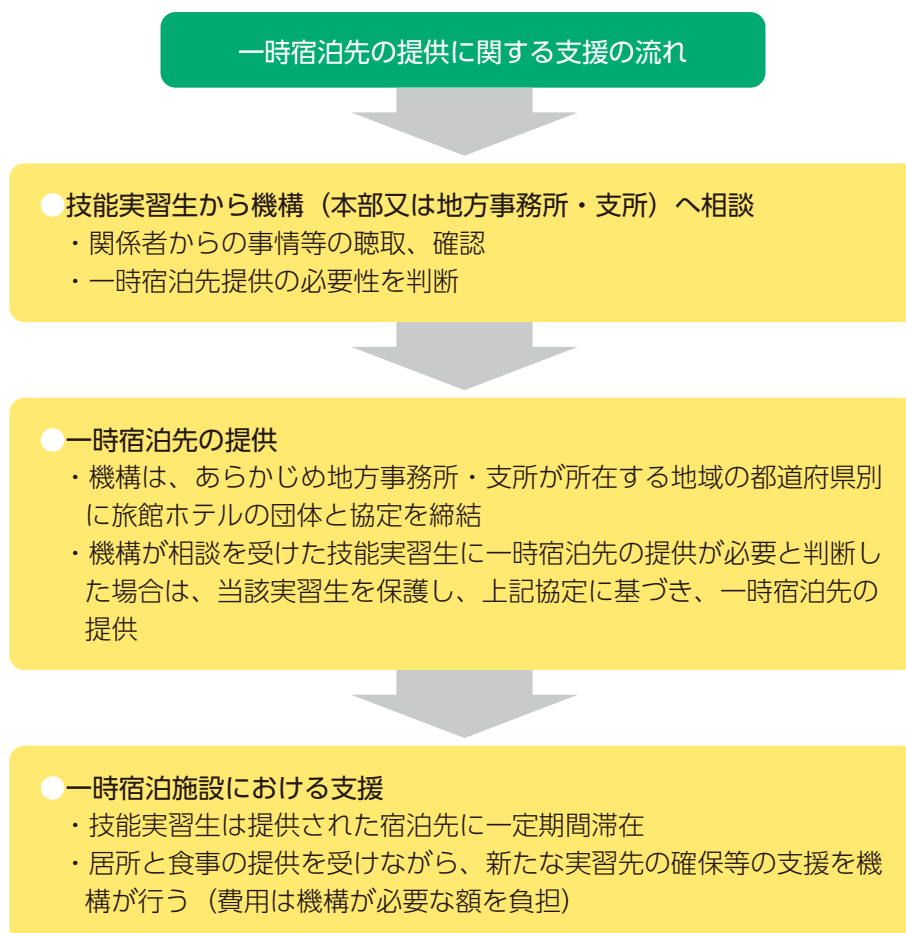 一時宿泊先の提供に関する支援の流れ
●技能実習生から機構（本部又は地方事務所・支所）へ相談
・関係者からの事情等の聴取、確認
・一時宿泊先提供の必要性を判断
●一時宿泊先の提供
・機構は、あらかじめ地方事務所・支所が所在する地域の都道府県別
に旅館ホテルの団体と協定を締結
・機構が相談を受けた技能実習生に一時宿泊先の提供が必要と判断し
た場合は、当該実習生を保護し、上記協定に基づき、一時宿泊先の
提供
●一時宿泊施設における支援
・技能実習生は提供された宿泊先に一定期間滞在
・居所と食事の提供を受けながら、新たな実習先の確保等の支援を機
構が行う（費用は機構が必要な額を負担）